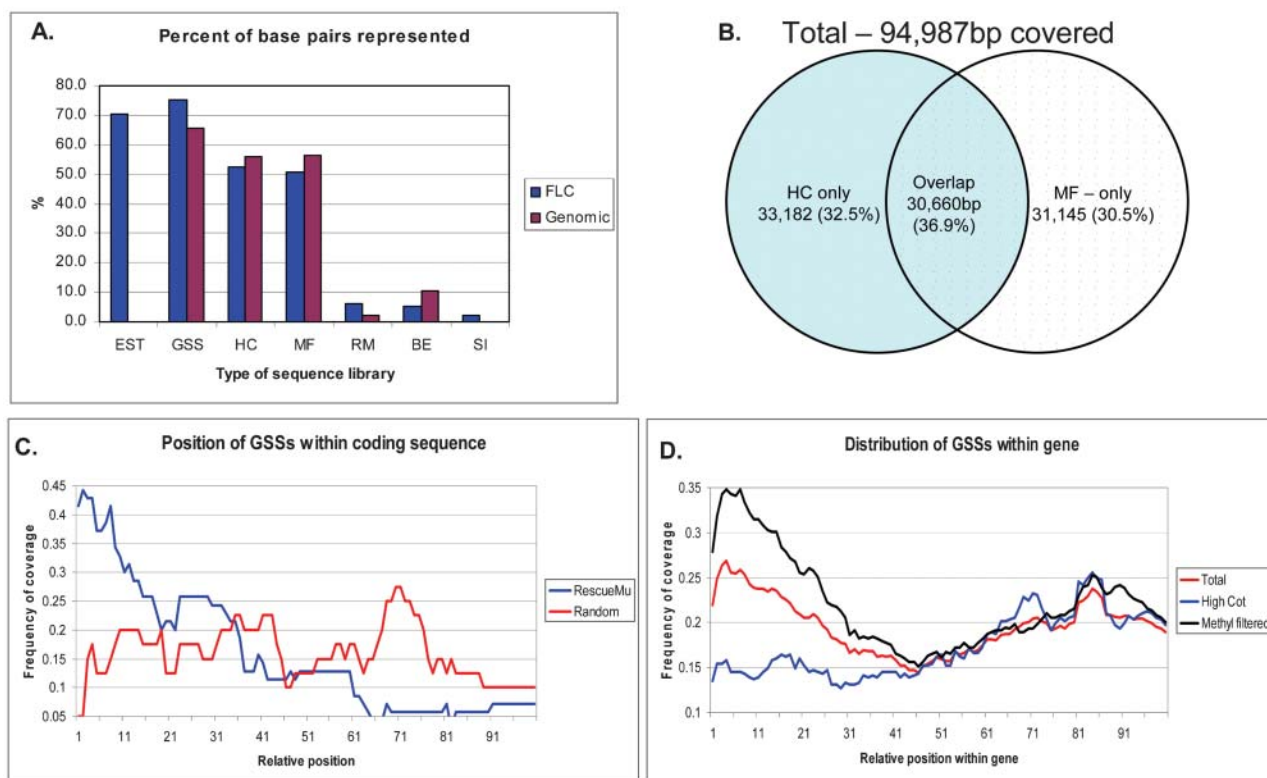 A.
Percent of base pairs represented
80.0
70.0
60.0
50.0
40.0
30.0
20.0
10.0
0.0
%
EST GSS HC MF RM BE SI
Type of sequence library
FLC
Genomic
B.
Total – 94,987bp covered
HC only
33,182 (32.5%)
Overlap
30,660bp
(36.9%)
MF – only
31,145 (30.5%)
C.
Position of GSSs within coding sequence
0.45
0.4
0.35
0.3
0.25
0.2
0.15
0.1
0.05
Frequency of coverage
1 11 21 31 41 51 61 71 81 91
Relative position
RescueMu
Random
D.
Distribution of GSSs within gene
0.35
0.3
0.25
0.2
0.15
0.1
Frequency of coverage
1 11 21 31 41 51 61 71 81 91
Relative position within gene
Total
High Cot
Methyl filtered